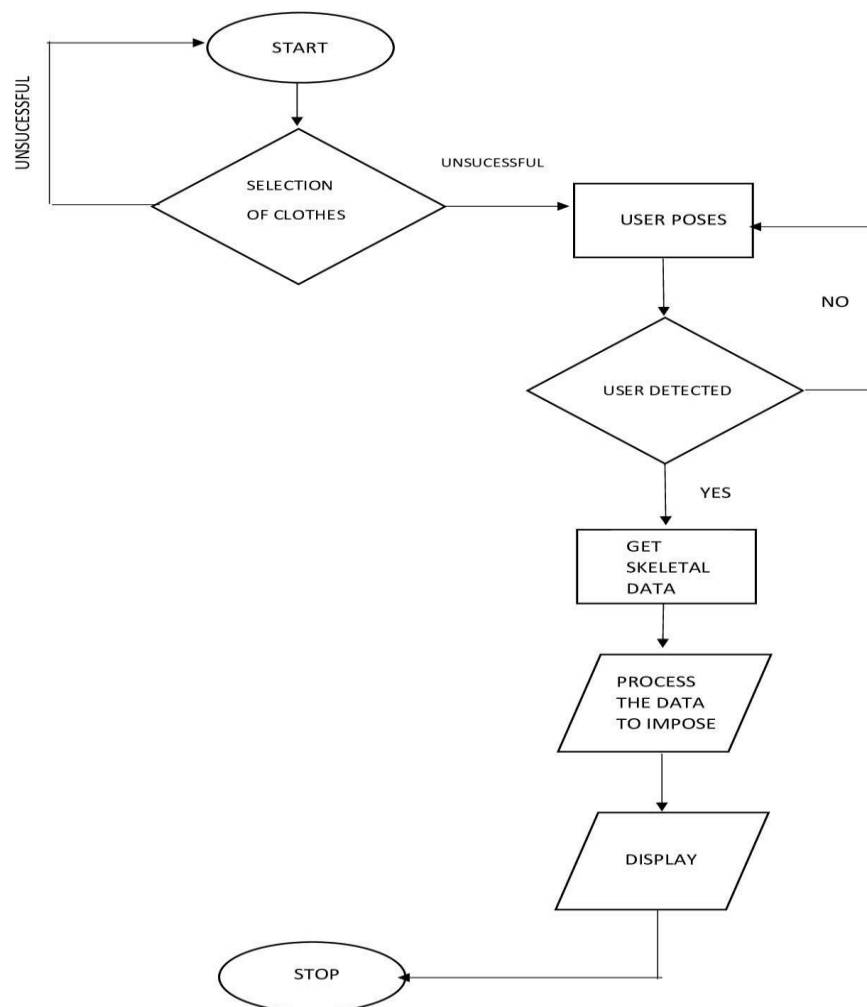 START
UNSUCESSFUL
SELECTION
OF CLOTHES
UNSUCESSFUL
USER POSES
NO
USER DETECTED
YES
GET
SKELETAL
DATA
PROCESS
THE DATA
TO IMPOSE
DISPLAY
STOP